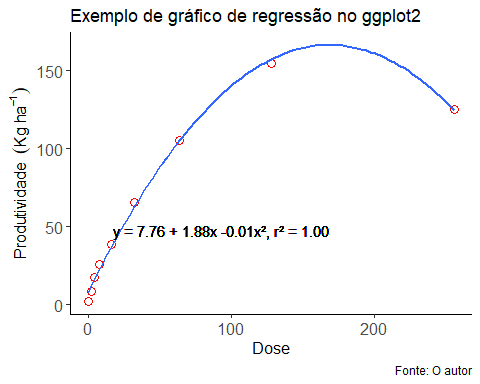 Exemplo de gráfico de regressão no ggplot2
Produtividade (Kg ha⁻¹)
150
100
50
0
y = 7.76 + 1.88x -0.01x², r² = 1.00
0
100
200
Dose
Fonte: O autor